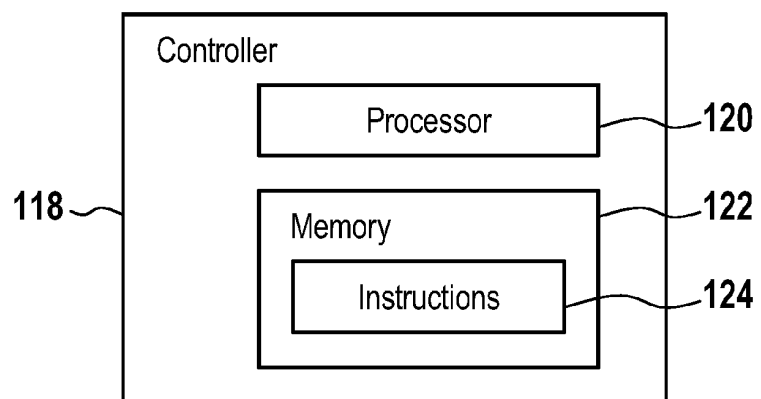 Controller
Processor
120
118
122
Memory
Instructions
124